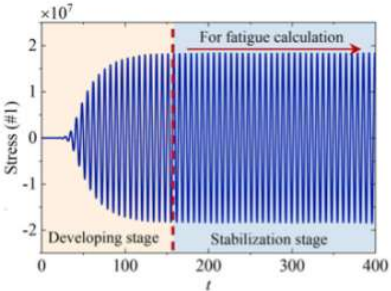 ×10⁷
2
1
0
-1
-2
Stress (#1)
For fatigue calculation
Developing stage
Stabilization stage
0
100
200
300
400
t